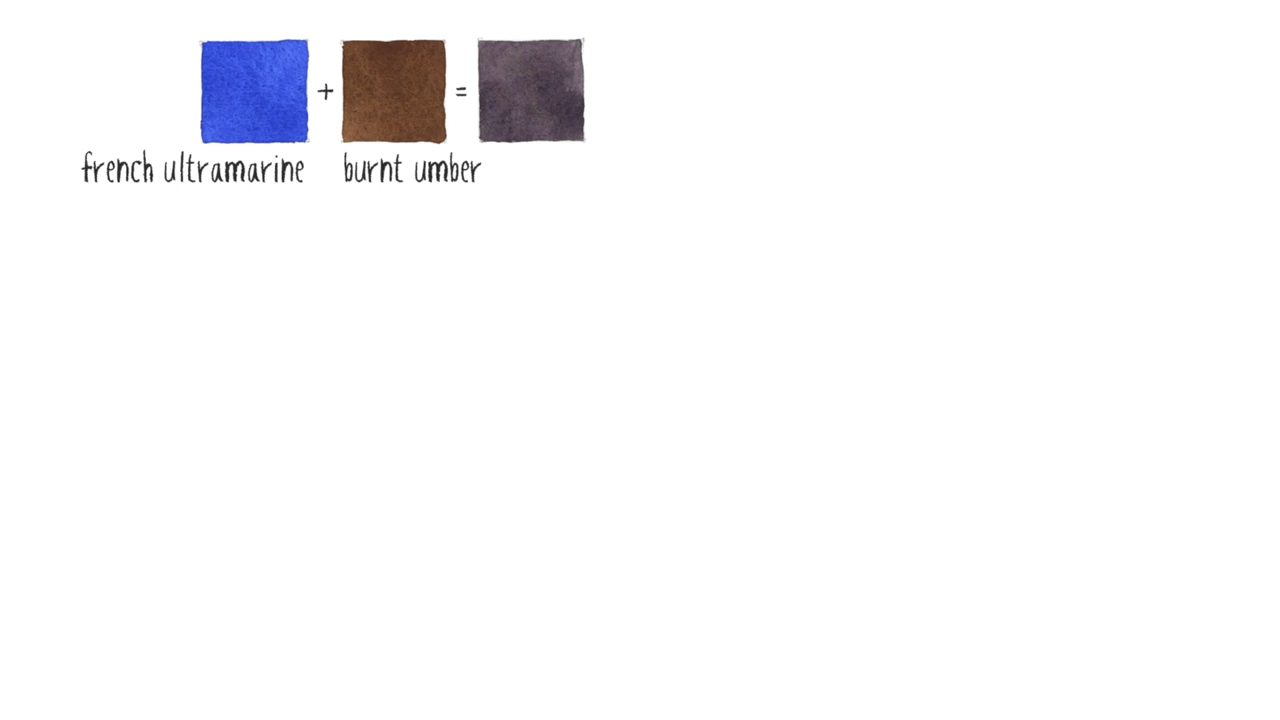 + =
french ultramarine burnt umber